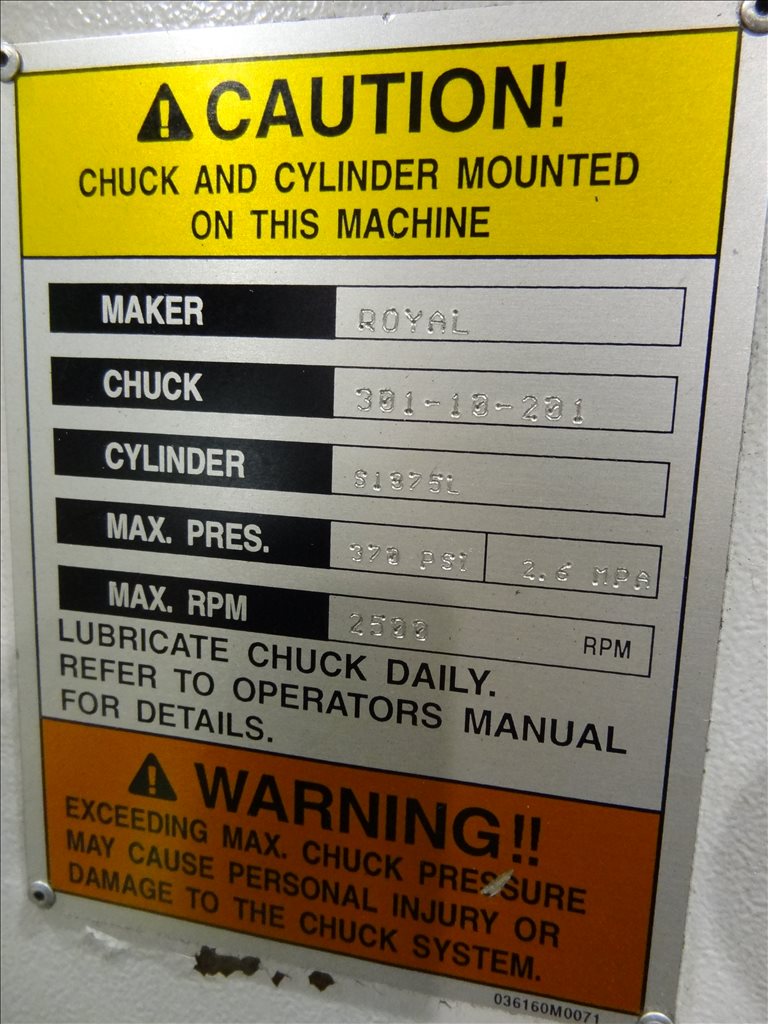 CAUTION!
CHUCK AND CYLINDER MOUNTED
ON THIS MACHINE
MAKER ROYAL
CHUCK 301-10-201
CYLINDER S1875L
MAX. PRES. 370 PSI 2.6 MPA
MAX. RPM 2500 RPM
LUBRICATE CHUCK DAILY.
REFER TO OPERATORS MANUAL
FOR DETAILS.
WARNING!!
EXCEEDING MAX. CHUCK PRESSURE
MAY CAUSE PERSONAL INJURY OR
DAMAGE TO THE CHUCK SYSTEM.
036160M0071